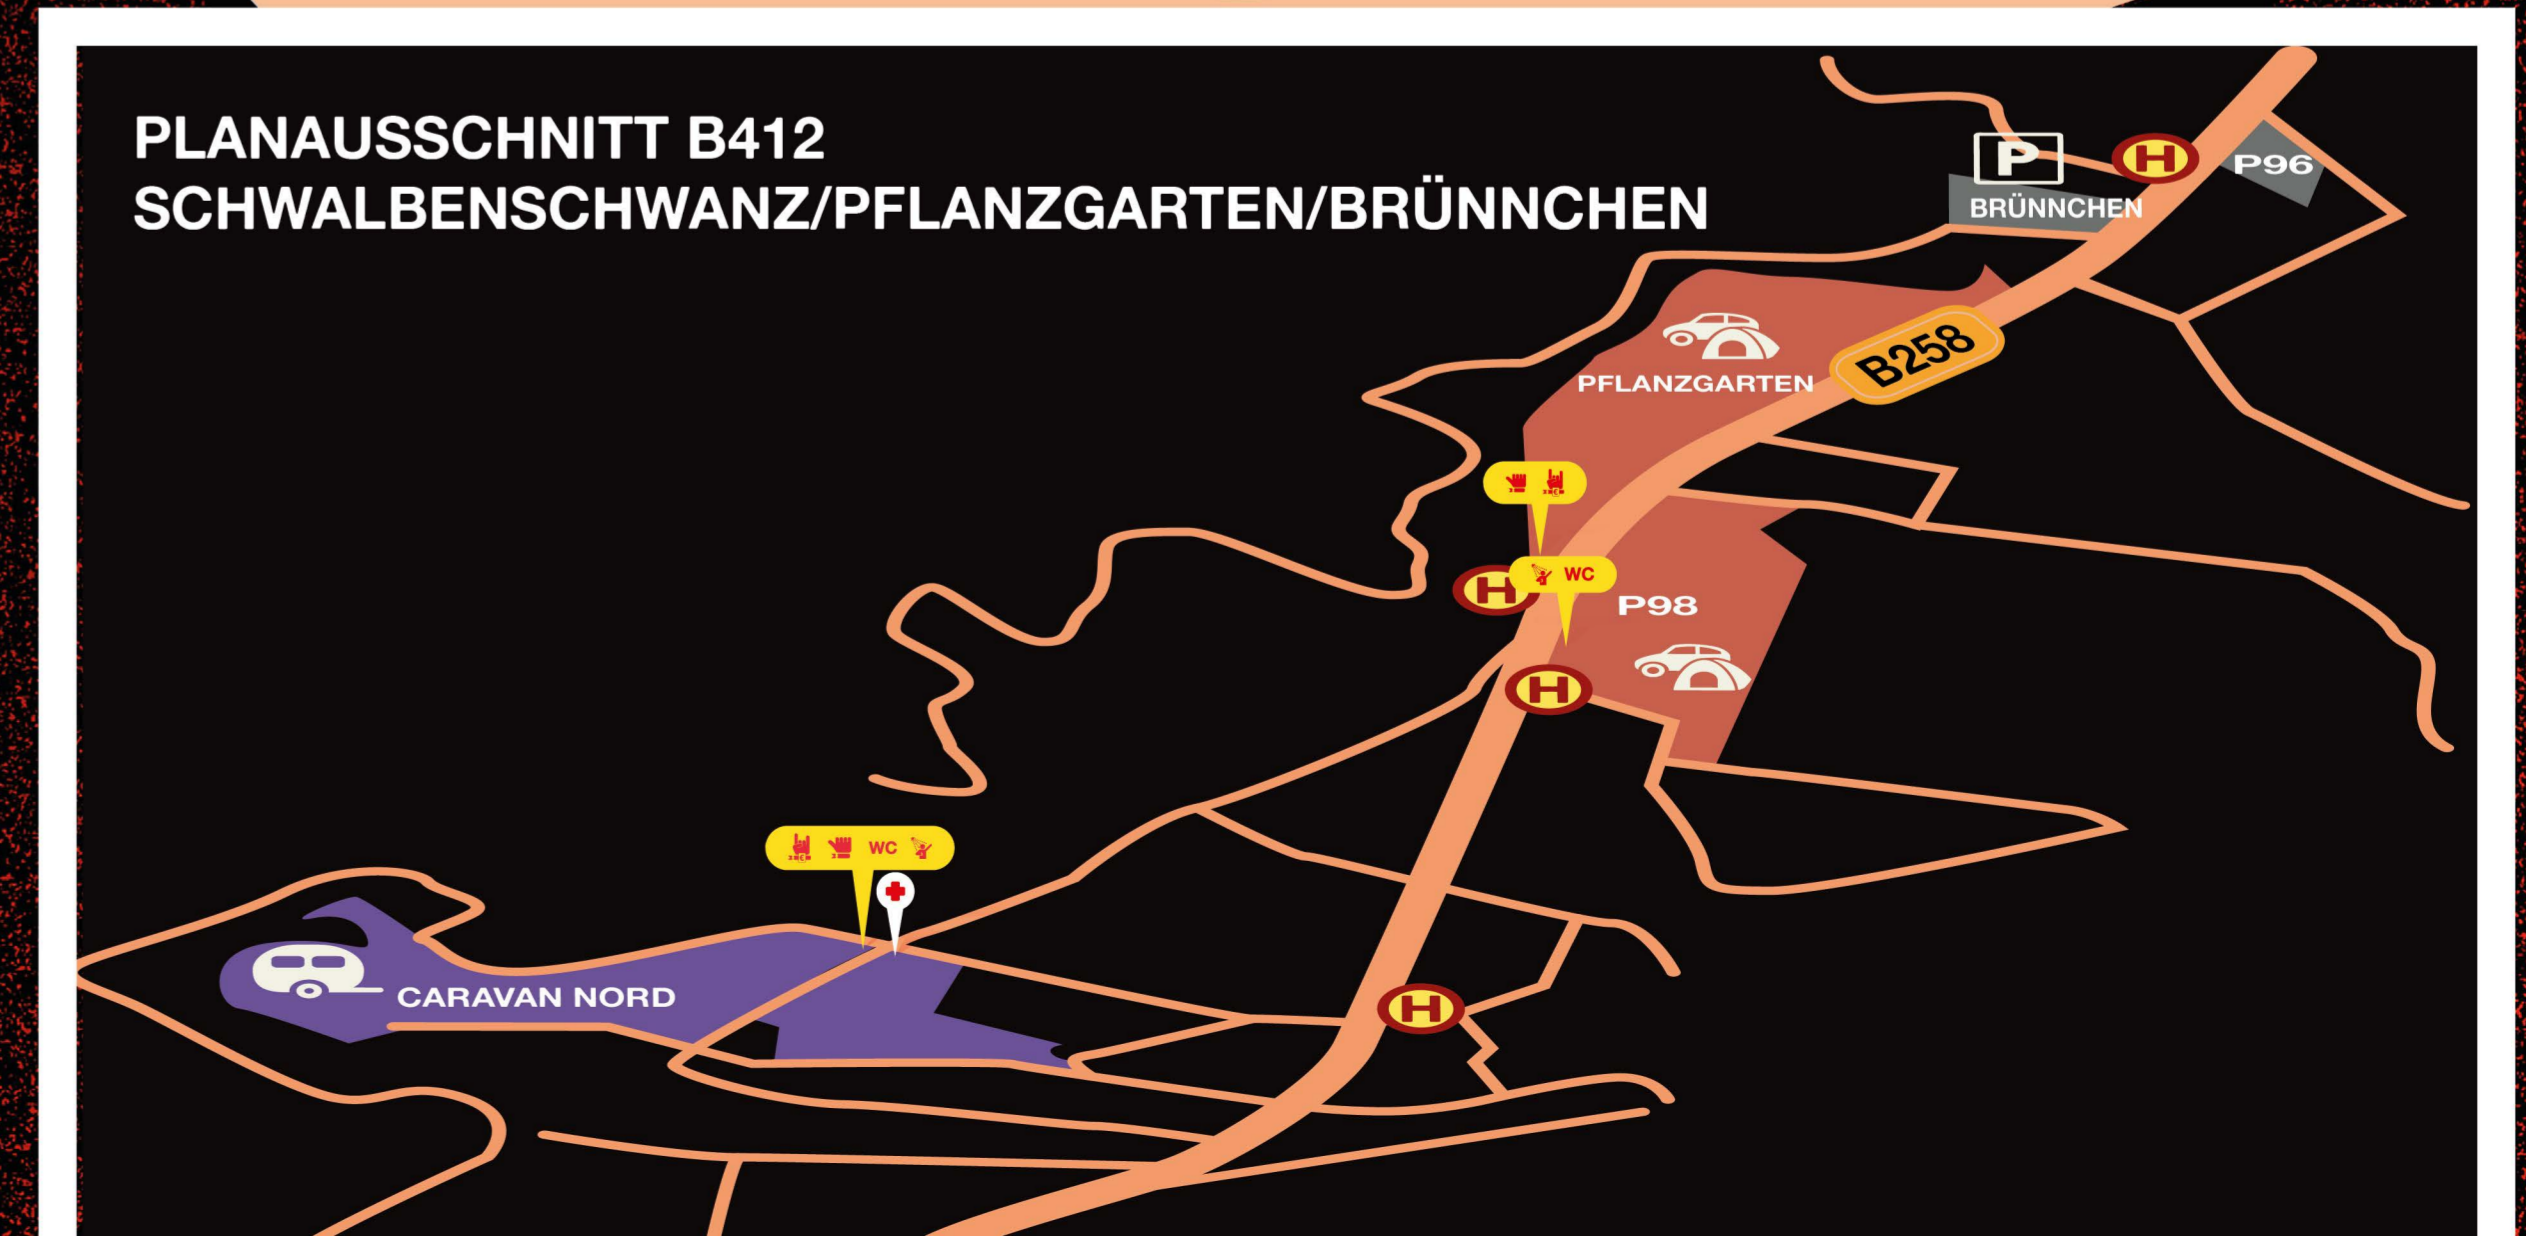 PLANAUSSCHNITT B412
SCHWALBENSCHWANZ/PFLANZGARTEN/BRÜNNCHEN
P
H
P96
BRÜNNCHEN
B258
PFLANZGARTEN
H
WC
P98
H
WC
CARAVAN NORD
H